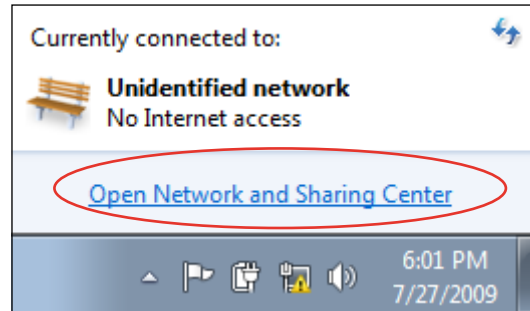 Currently connected to:
Unidentified network
No Internet access
Open Network and Sharing Center
6:01 PM
7/27/2009